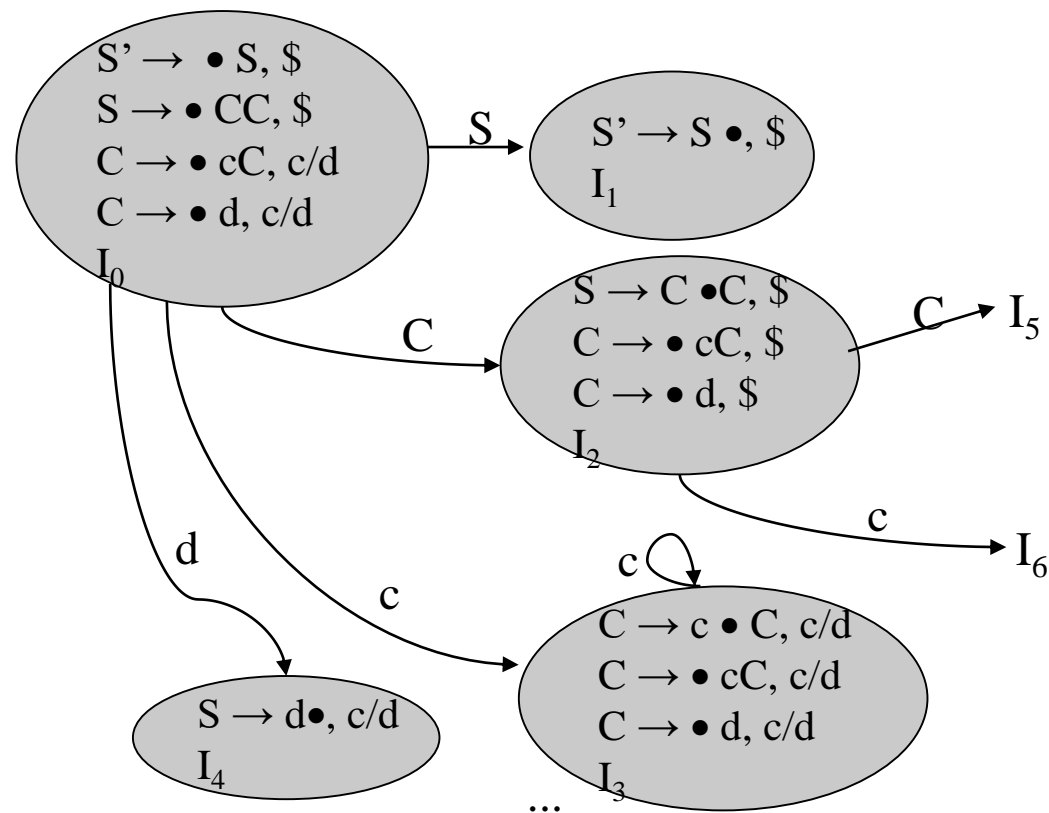 S’ → • S, $
S → • CC, $
C → • cC, c/d
C → • d, c/d
I₀
S
S’ → S •, $
I₁
C
S → C •C, $
C → • cC, $
C → • d, $
I₂
C
I₅
c
I₆
d
c
c
C → c • C, c/d
C → • cC, c/d
C → • d, c/d
I₃
S → d•, c/d
I₄
...